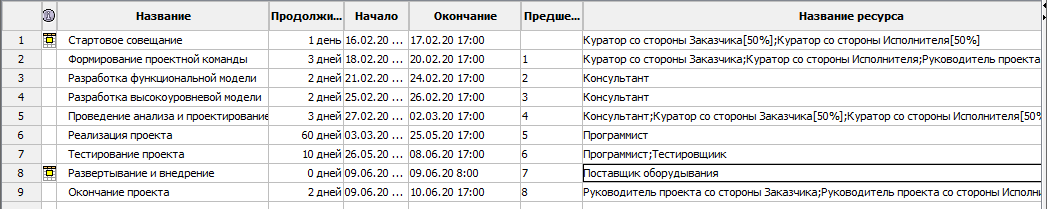 Название Продолжи... Начало Окончание Предше... Название ресурса
1 Стартовое совещание 1 день 16.02.20 ... 17.02.20 17:00 Куратор со стороны Заказчика[50%];Куратор со стороны Исполнителя[50%]
2 Формирование проектной команды 3 дней 18.02.20 ... 20.02.20 17:00 1 Куратор со стороны Заказчика;Куратор со стороны Исполнителя;Руководитель проекта
3 Разработка функциональной модели 2 дней 21.02.20 ... 24.02.20 17:00 2 Консультант
4 Разработка высокоуровневой модели 2 дней 25.02.20 ... 26.02.20 17:00 3 Консультант
5 Проведение анализа и проектирование 3 дней 27.02.20 ... 02.03.20 17:00 4 Консультант;Куратор со стороны Заказчика[50%];Куратор со стороны Исполнителя[50%
6 Реализация проекта 60 дней 03.03.20 ... 25.05.20 17:00 5 Программист
7 Тестирование проекта 10 дней 26.05.20 ... 08.06.20 17:00 6 Программист;Тестировщиик
8 Развертывание и внедрение 0 дней 09.06.20 ... 09.06.20 8:00 7 Поставщик оборудывания
9 Окончание проекта 2 дней 09.06.20 ... 10.06.20 17:00 8 Руководитель проекта со стороны Заказчика;Руководитель проекта со стороны Исполни